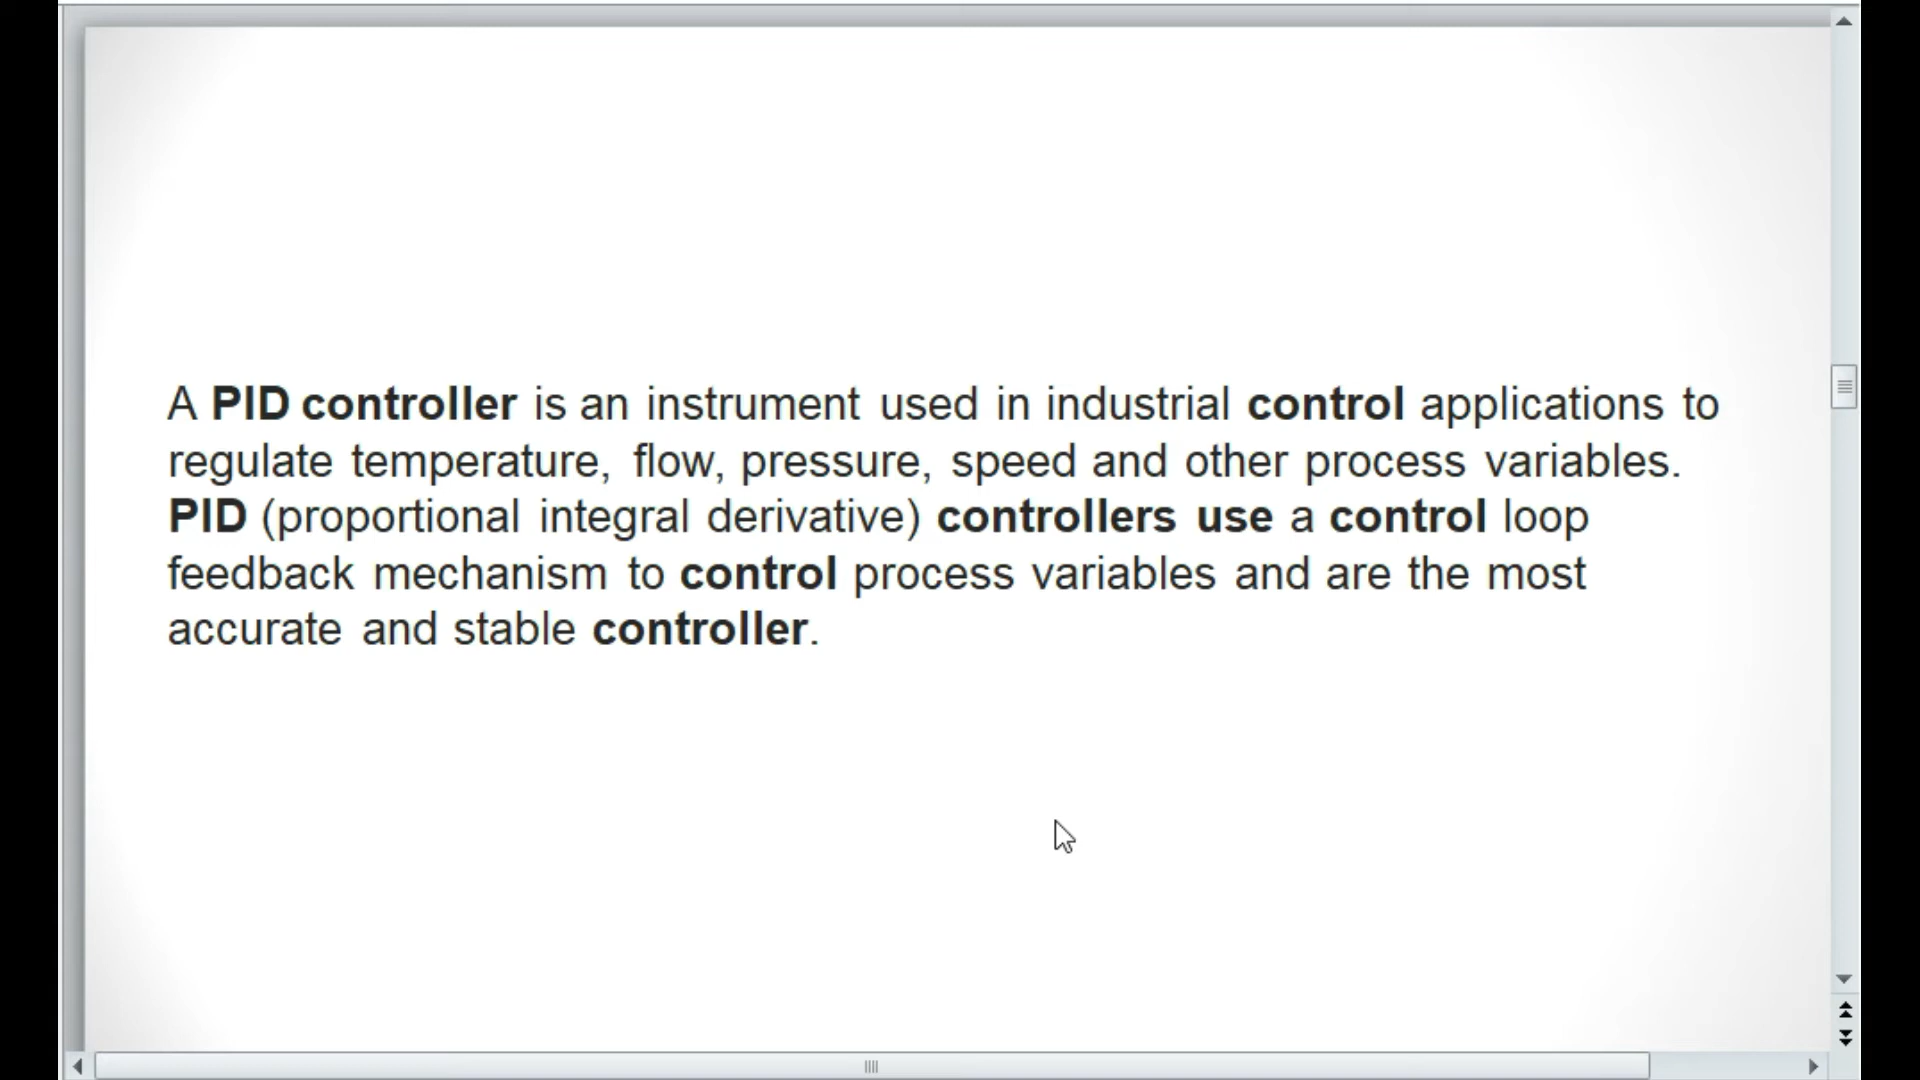 A PID controller is an instrument used in industrial control applications to
regulate temperature, flow, pressure, speed and other process variables.
PID (proportional integral derivative) controllers use a control loop
feedback mechanism to control process variables and are the most
accurate and stable controller.